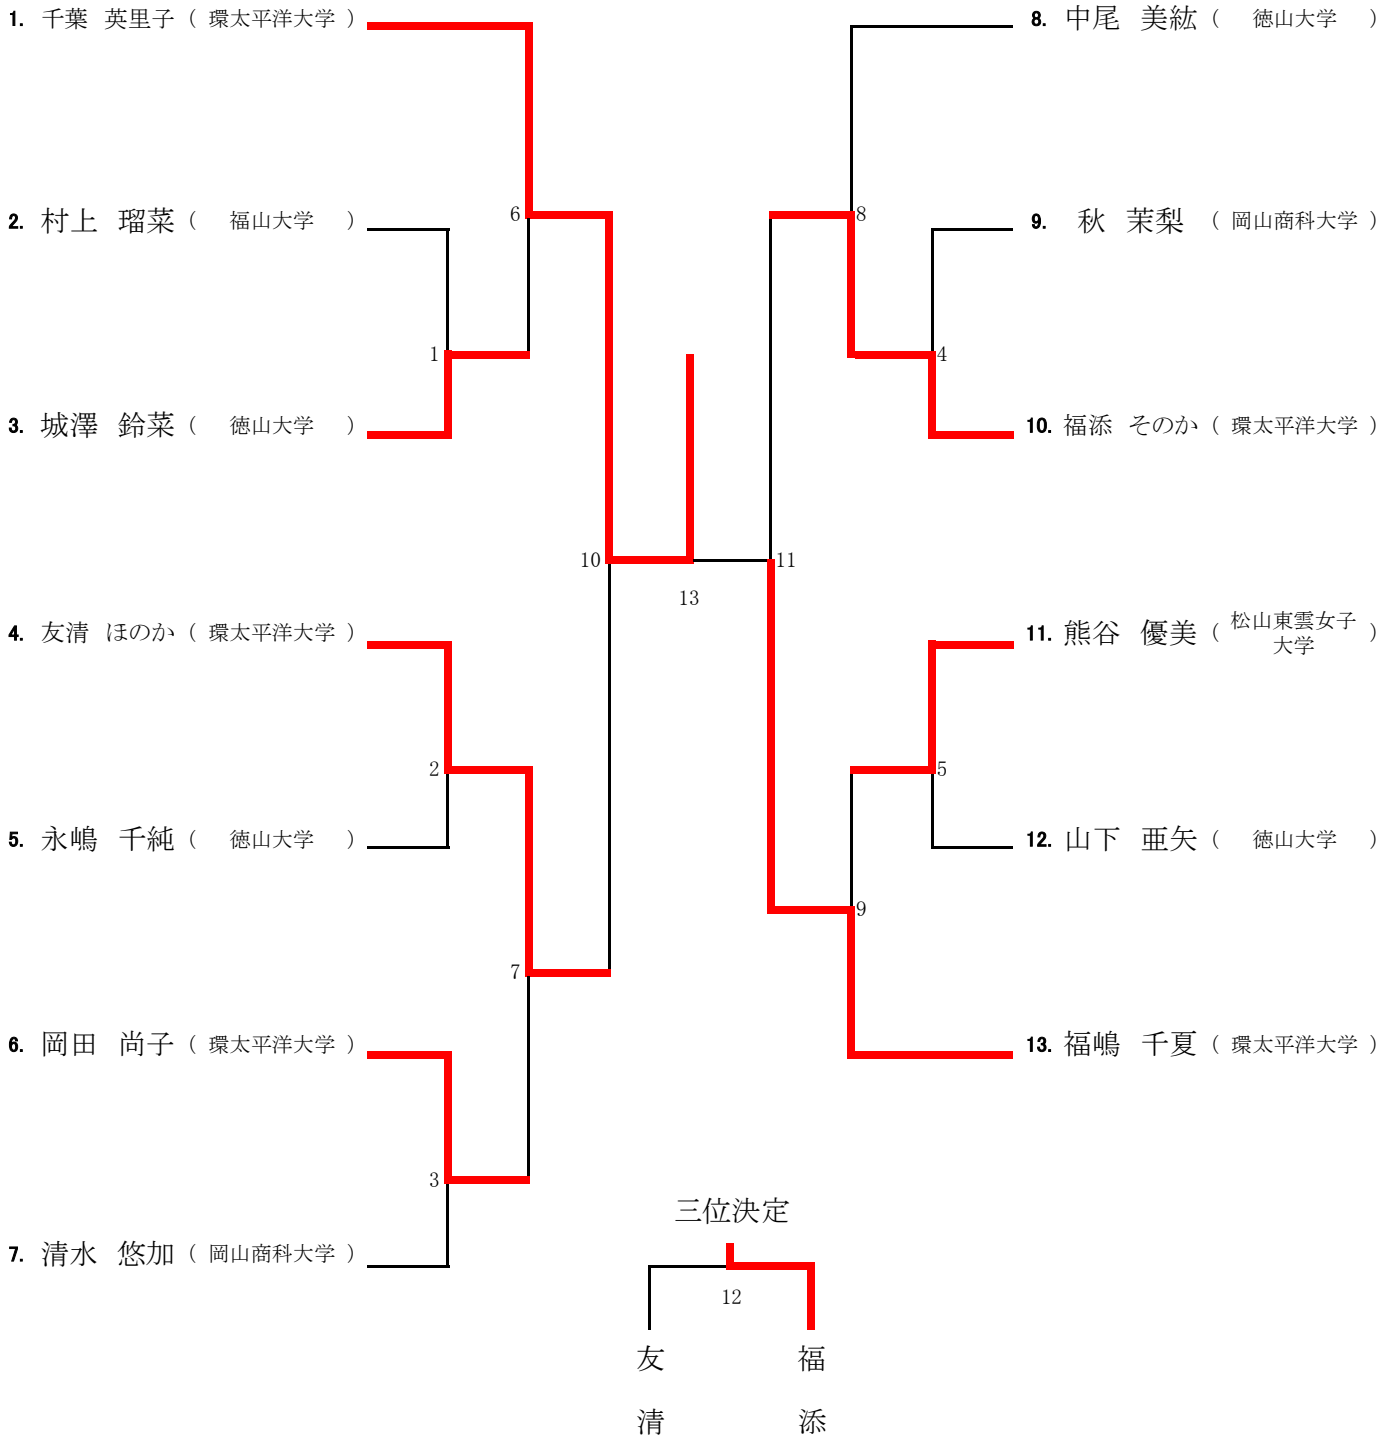 1. 千葉 英里子 ( 環太平洋大学 )
2. 村上 瑠菜 ( 福山大学 )
3. 城澤 鈴菜 ( 徳山大学 )
4. 友清 ほのか ( 環太平洋大学 )
5. 永嶋 千純 ( 徳山大学 )
6. 岡田 尚子 ( 環太平洋大学 )
7. 清水 悠加 ( 岡山商科大学 )
6
1
10
2
7
3
13
8
4
11
5
9
8. 中尾 美紘 ( 徳山大学 )
9. 秋 茉梨 ( 岡山商科大学 )
10. 福添 そのか ( 環太平洋大学 )
11. 熊谷 優美 ( 松山東雲女子
大学 )
12. 山下 亜矢 ( 徳山大学 )
13. 福嶋 千夏 ( 環太平洋大学 )
三位決定
12
友清
福添